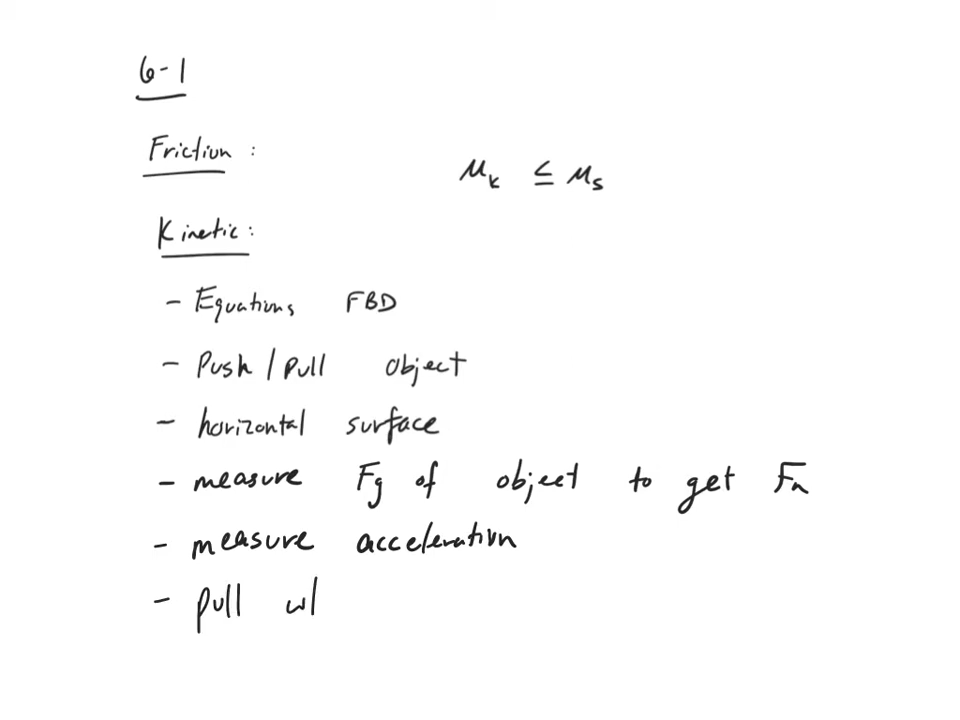 6-1
Friction:
μk ≤ μs
Kinetic:
- Equations FBD
- Push/pull object
- horizontal surface
- measure Fg of object to get Fn
- measure acceleration
- pull w/